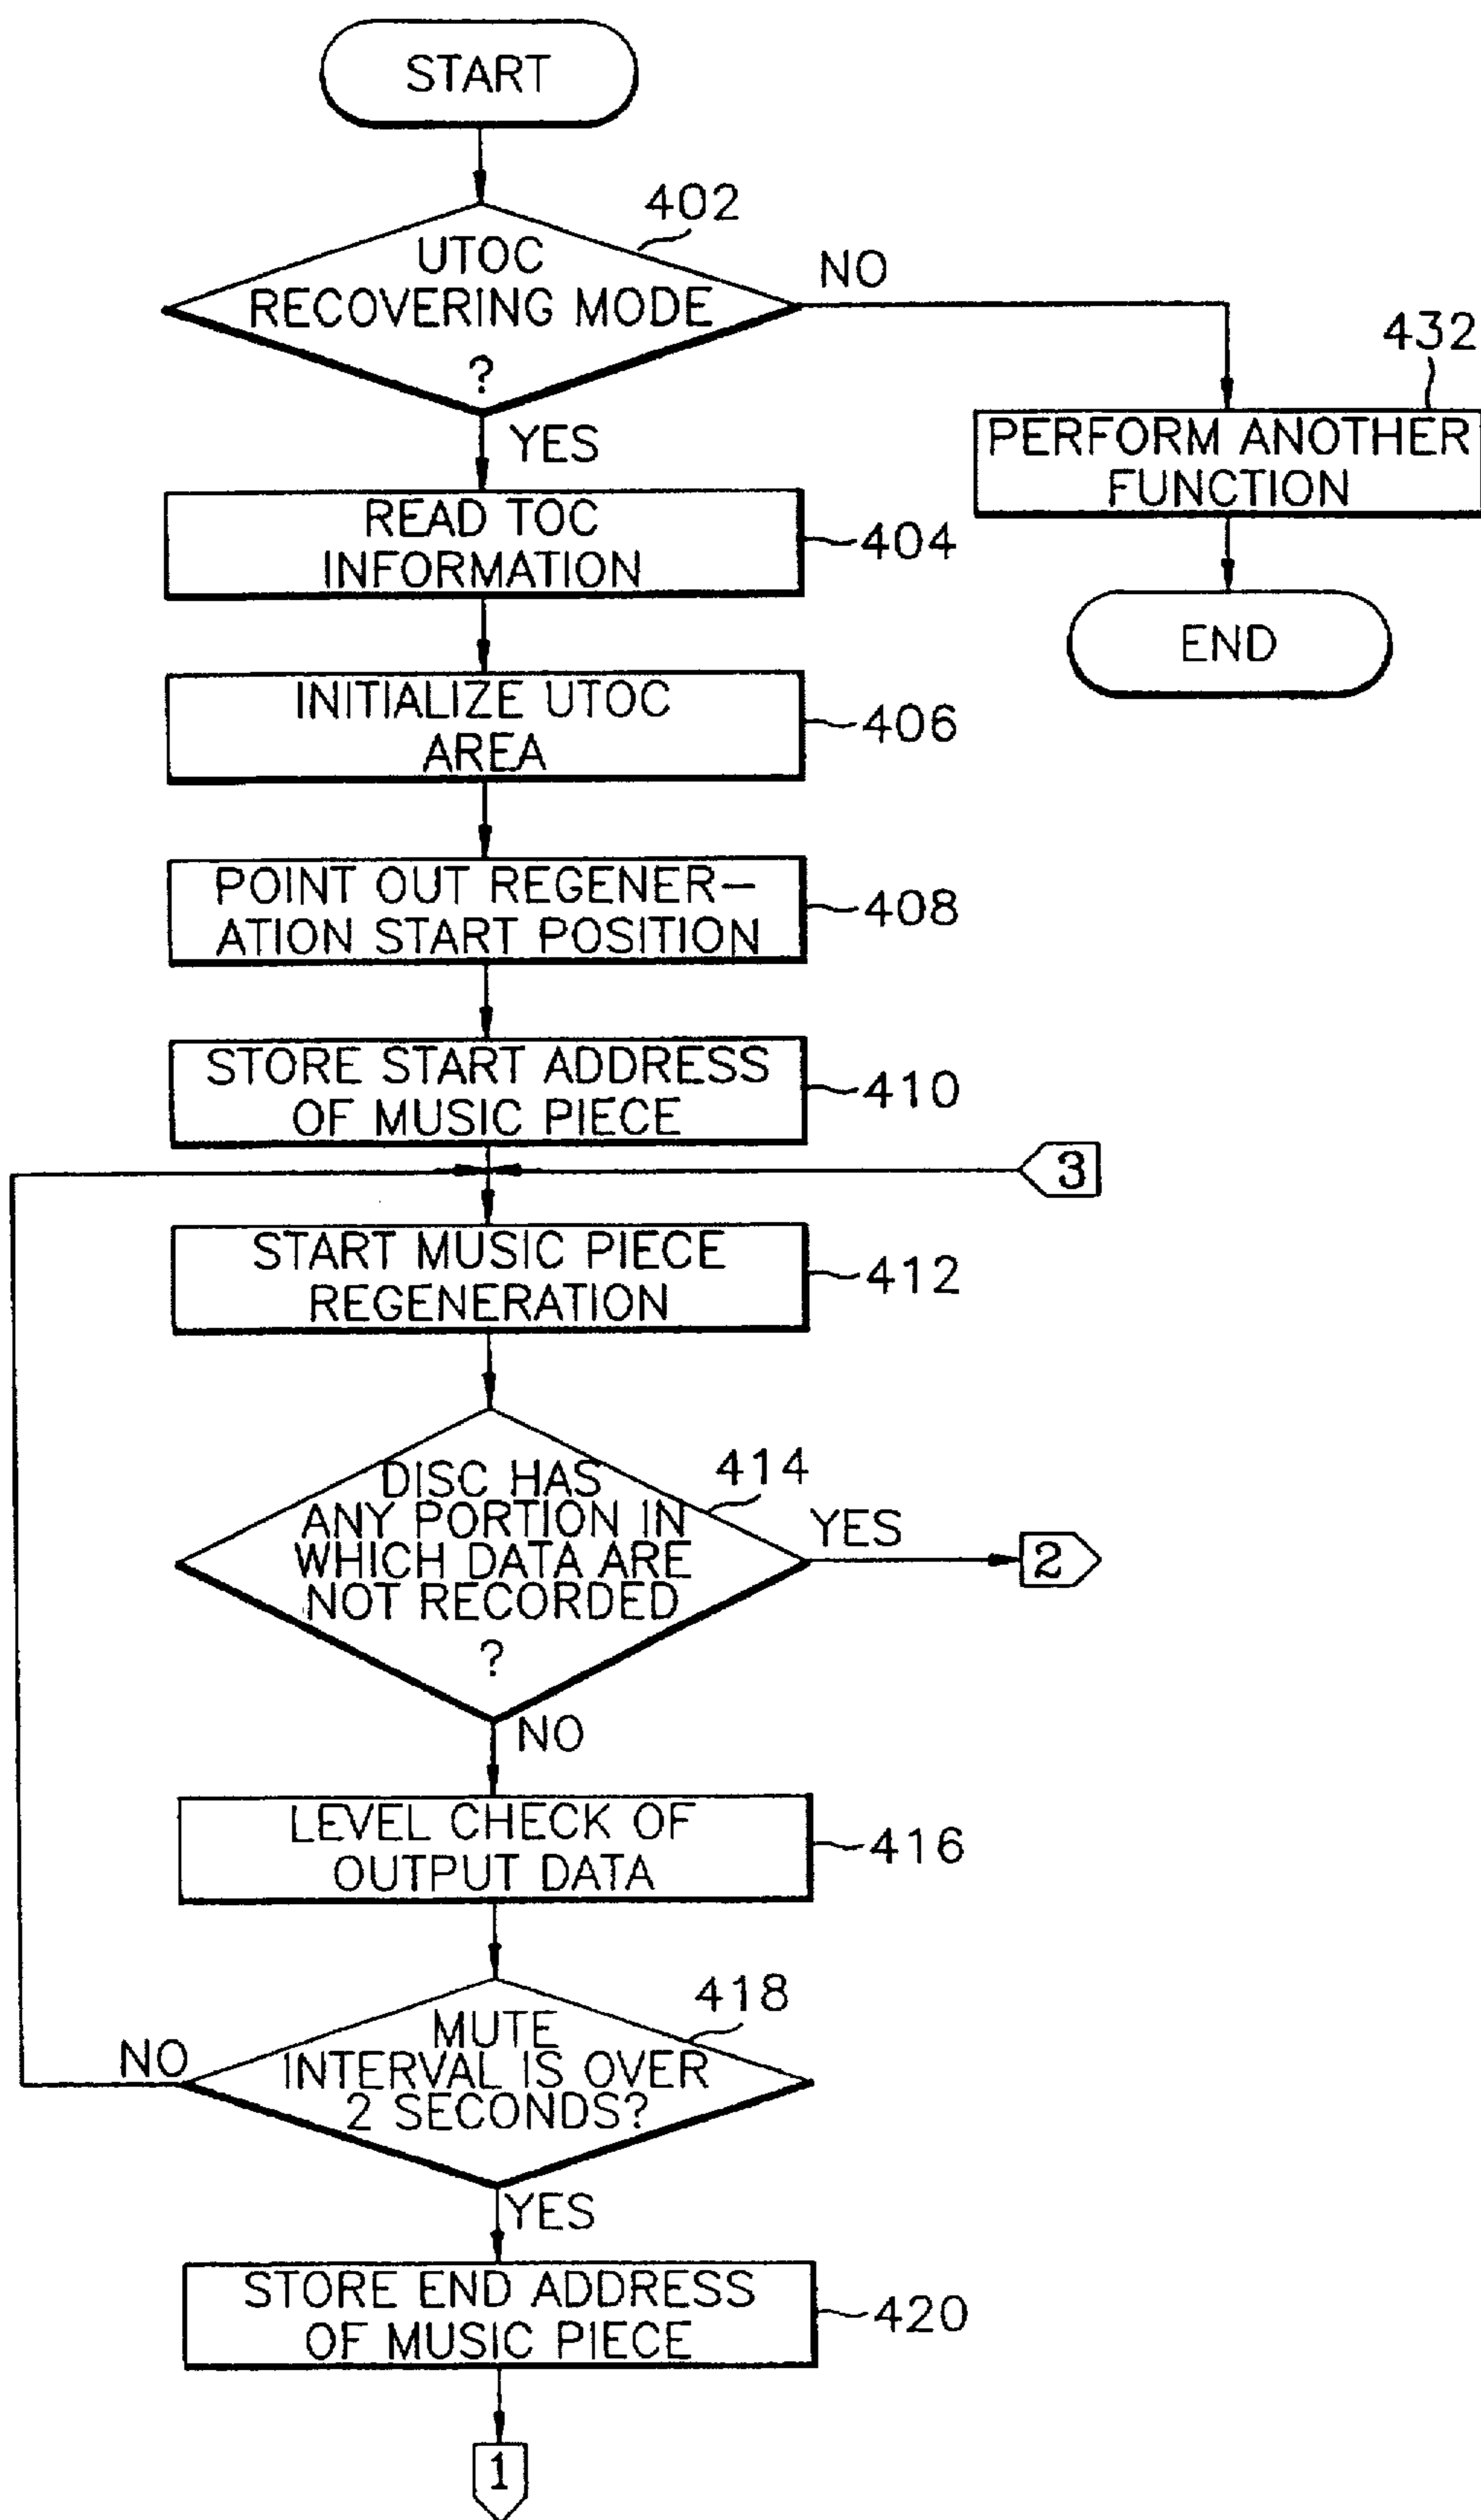 START
402
UTOC
RECOVERING MODE
?
NO
YES
432
PERFORM ANOTHER
FUNCTION
END
READ TOC
INFORMATION
404
INITIALIZE UTOC
AREA
406
POINT OUT REGENER-
ATION START POSITION
408
STORE START ADDRESS
OF MUSIC PIECE
410
3
START MUSIC PIECE
REGENERATION
412
DISC HAS
ANY PORTION IN
WHICH DATA ARE
NOT RECORDED
?
414
YES
2
NO
LEVEL CHECK OF
OUTPUT DATA
416
418
MUTE
INTERVAL IS OVER
2 SECONDS?
NO
YES
STORE END ADDRESS
OF MUSIC PIECE
420
1